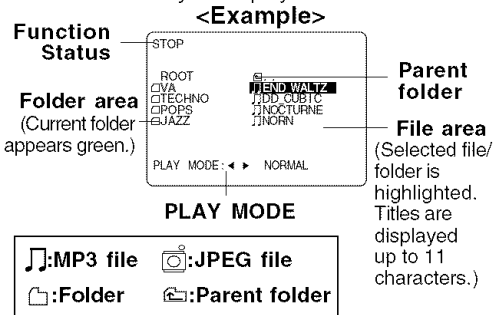 <Example>
Function
Status
STOP
ROOT
VA
TECHNO
POPS
JAZZ
. .
END WALTZ
DD CUBIC
NOCTURNE
NORN
PLAY MODE : ◄ ► NORMAL
Folder area
(Current folder
appears green.)
Parent
folder
File area
(Selected file/
folder is
highlighted.
Titles are
displayed
up to 11
characters.)
PLAY MODE
:MP3 file :JPEG file
:Folder :Parent folder